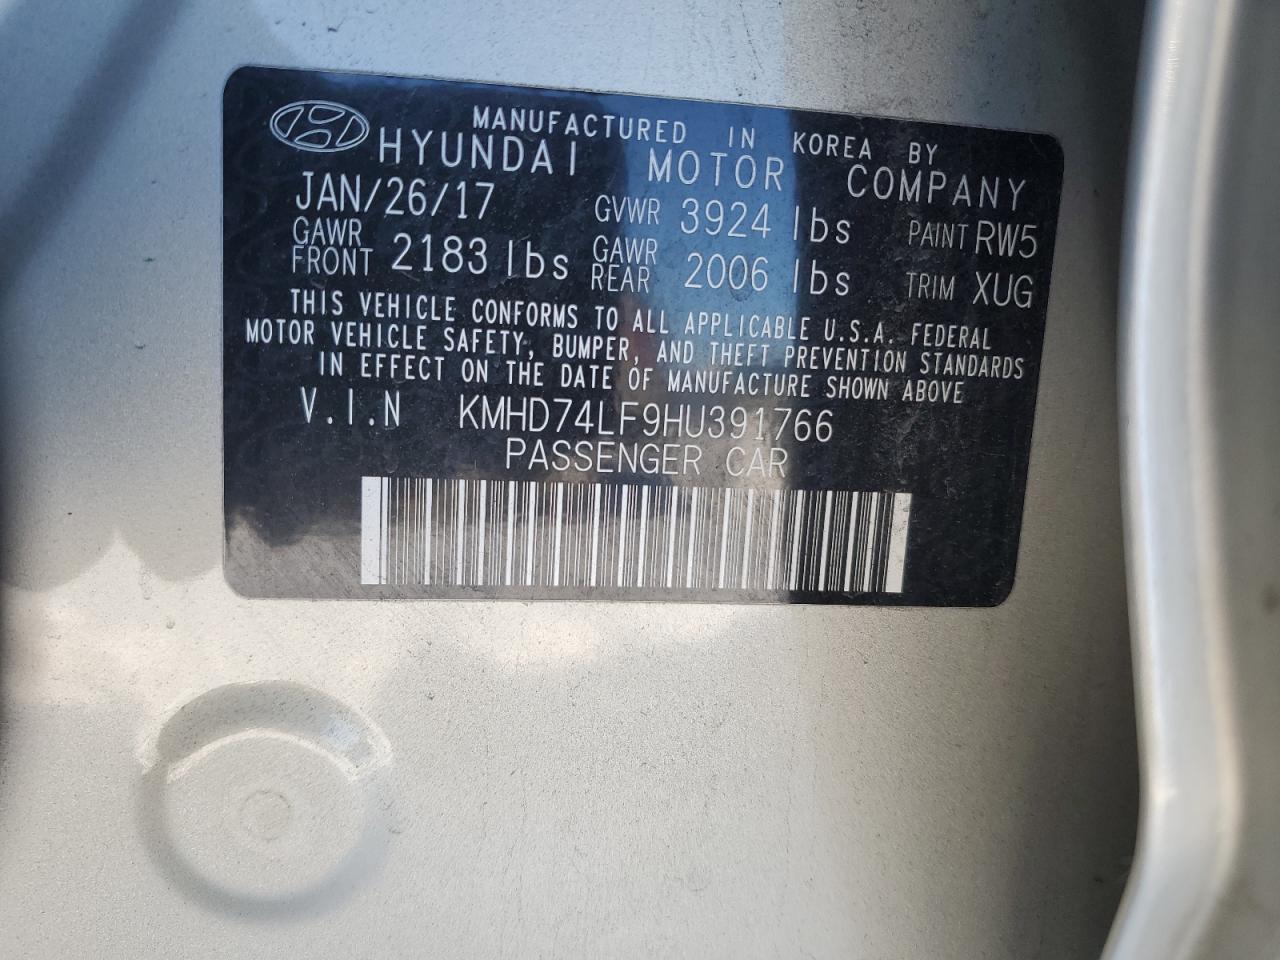 MANUFACTURED IN KOREA BY
HYUNDAI MOTOR COMPANY
JAN/26/17 GVWR 3924 lbs PAINT RW5
GAWR FRONT 2183 lbs GAWR REAR 2006 lbs TRIM XUG
THIS VEHICLE CONFORMS TO ALL APPLICABLE U.S.A. FEDERAL
MOTOR VEHICLE SAFETY, BUMPER, AND THEFT PREVENTION STANDARDS
IN EFFECT ON THE DATE OF MANUFACTURE SHOWN ABOVE
V.I.N KMHD74LF9HU391766
PASSENGER CAR